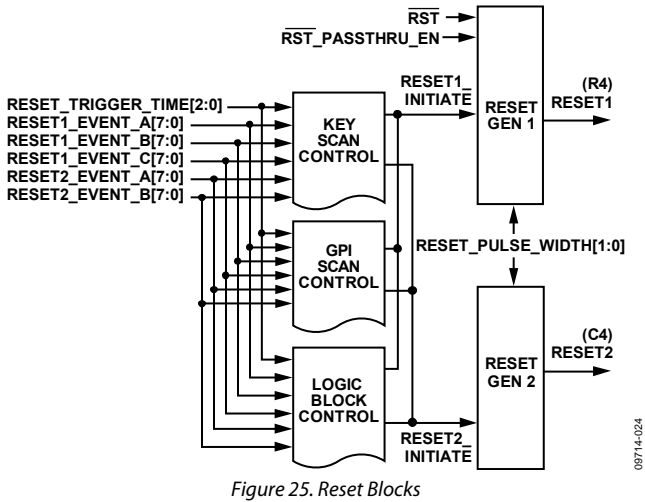 RST
RST_PASSTHRU_EN
RESET_TRIGGER_TIME[2:0]
RESET1_EVENT_A[7:0]
RESET1_EVENT_B[7:0]
RESET1_EVENT_C[7:0]
RESET2_EVENT_A[7:0]
RESET2_EVENT_B[7:0]
KEY
SCAN
CONTROL
RESET1_
INITIATE
RESET
GEN 1
(R4)
RESET1
GPI
SCAN
CONTROL
RESET_PULSE_WIDTH[1:0]
LOGIC
BLOCK
CONTROL
RESET2_
INITIATE
RESET
GEN 2
(C4)
RESET2
09714-024
Figure 25. Reset Blocks